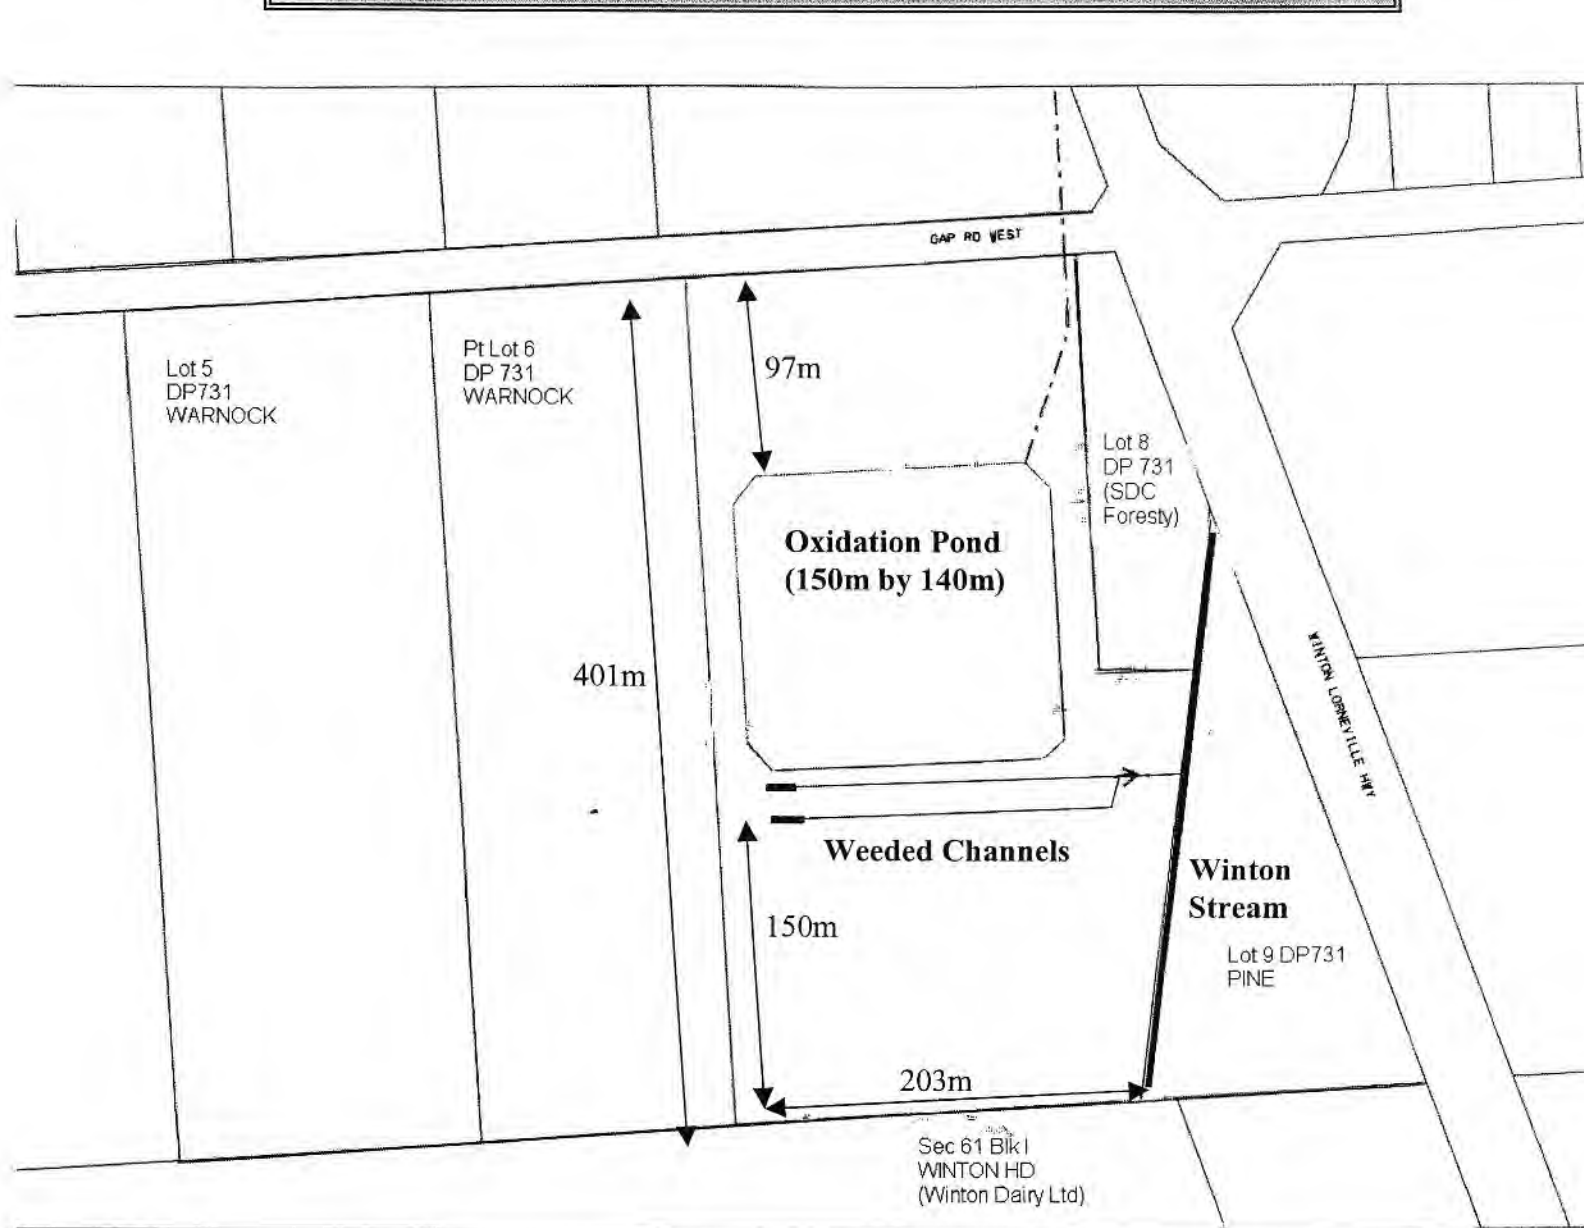 GAP RD WEST
Lot 5
DP731
WARNOCK
Pt Lot 6
DP 731
WARNOCK
97m
Lot 8
DP 731
(SDC
Foresty)
Oxidation Pond
(150m by 140m)
401m
WINTON LORNEVILLE HWY
Weeded Channels
Winton
Stream
150m
Lot 9 DP731
PINE
203m
Sec 61 Blk I
WINTON HD
(Winton Dairy Ltd)